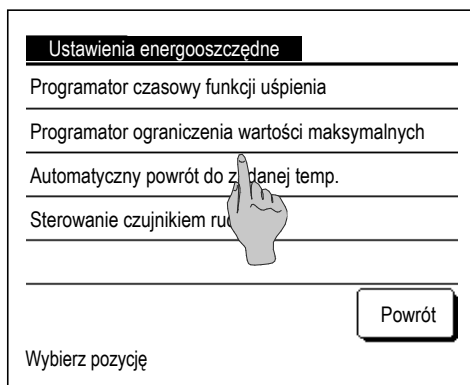 Ustawienia energooszczędne
Programator czasowy funkcji uśpienia
Programator ograniczenia wartości maksymalnych
Automatyczny powrót do zadanej temp.
Sterowanie czujnikiem
Powrót
Wybierz pozycję